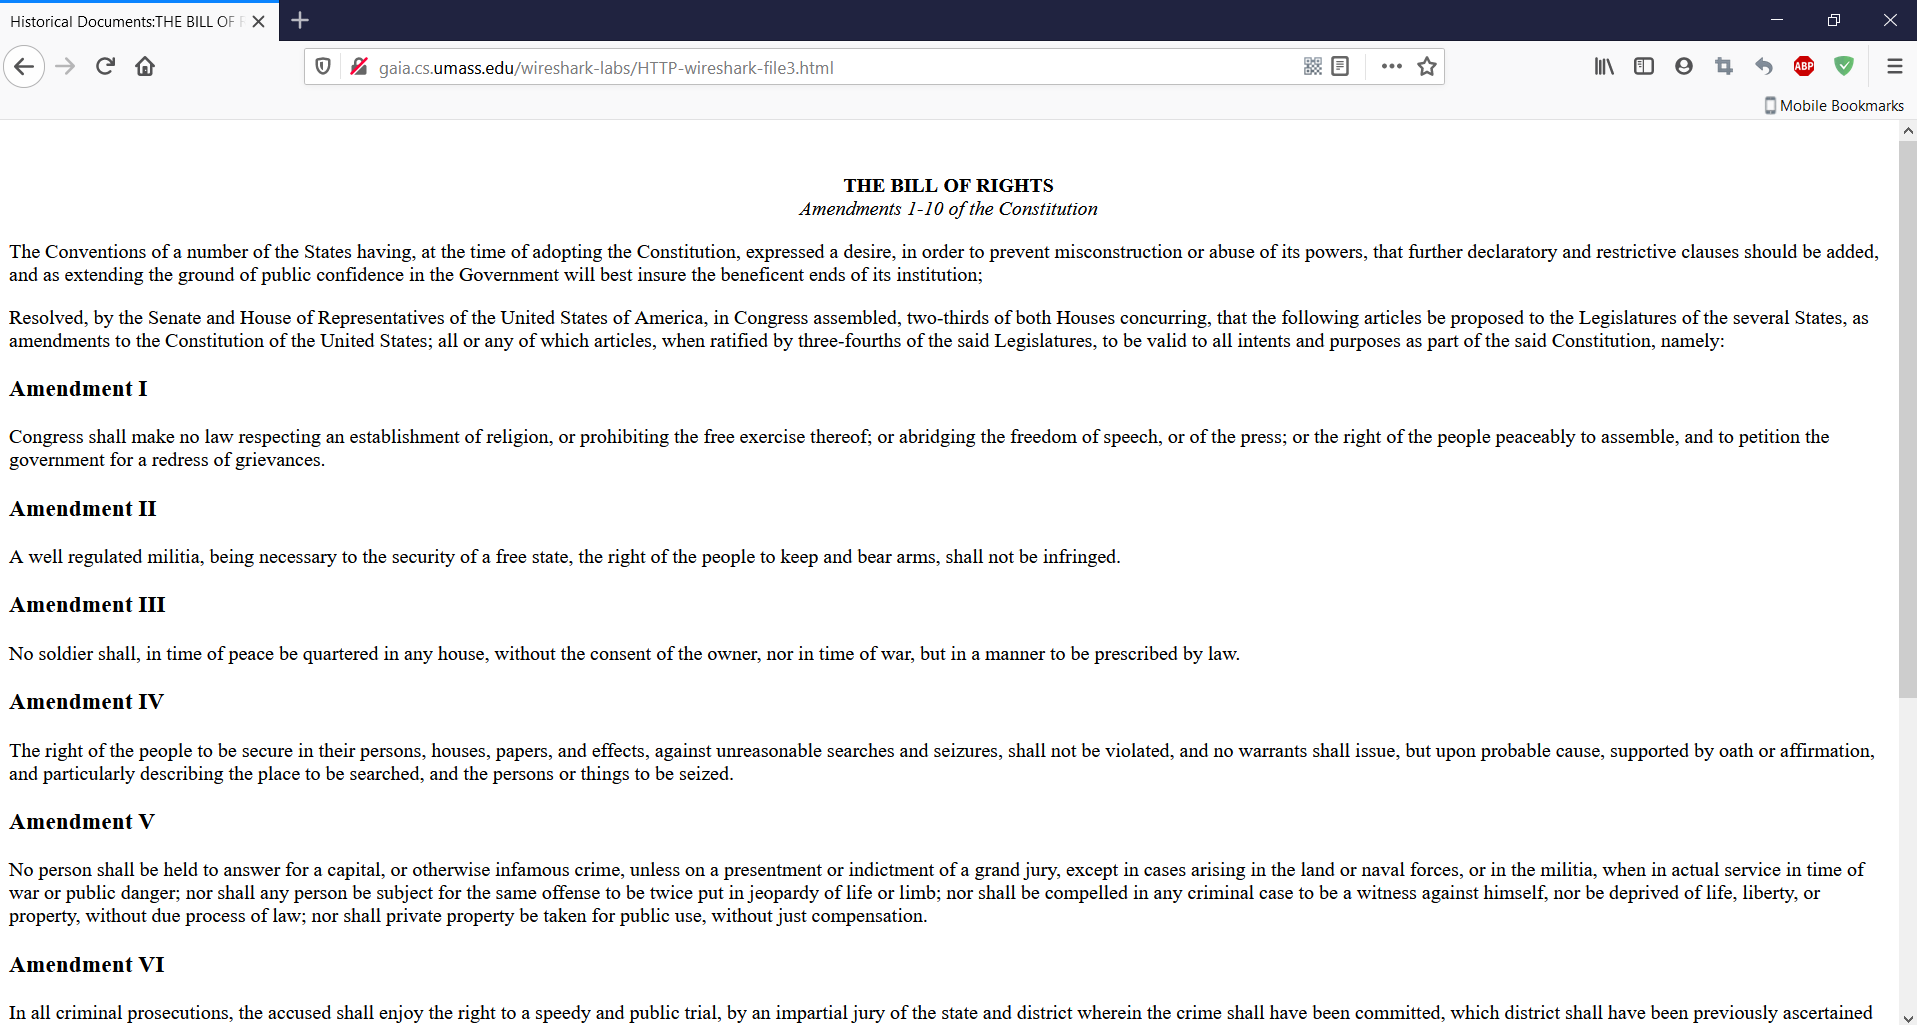 Historical Documents:THE BILL OF
gaia.cs.umass.edu/wireshark-labs/HTTP-wireshark-file3.html
ABP
Mobile Bookmarks
THE BILL OF RIGHTS
Amendments 1-10 of the Constitution
The Conventions of a number of the States having, at the time of adopting the Constitution, expressed a desire, in order to prevent misconstruction or abuse of its powers, that further declaratory and restrictive clauses should be added,
and as extending the ground of public confidence in the Government will best insure the beneficent ends of its institution;
Resolved, by the Senate and House of Representatives of the United States of America, in Congress assembled, two-thirds of both Houses concurring, that the following articles be proposed to the Legislatures of the several States, as
amendments to the Constitution of the United States; all or any of which articles, when ratified by three-fourths of the said Legislatures, to be valid to all intents and purposes as part of the said Constitution, namely:
Amendment I
Congress shall make no law respecting an establishment of religion, or prohibiting the free exercise thereof; or abridging the freedom of speech, or of the press; or the right of the people peaceably to assemble, and to petition the
government for a redress of grievances.
Amendment II
A well regulated militia, being necessary to the security of a free state, the right of the people to keep and bear arms, shall not be infringed.
Amendment III
No soldier shall, in time of peace be quartered in any house, without the consent of the owner, nor in time of war, but in a manner to be prescribed by law.
Amendment IV
The right of the people to be secure in their persons, houses, papers, and effects, against unreasonable searches and seizures, shall not be violated, and no warrants shall issue, but upon probable cause, supported by oath or affirmation,
and particularly describing the place to be searched, and the persons or things to be seized.
Amendment V
No person shall be held to answer for a capital, or otherwise infamous crime, unless on a presentment or indictment of a grand jury, except in cases arising in the land or naval forces, or in the militia, when in actual service in time of
war or public danger; nor shall any person be subject for the same offense to be twice put in jeopardy of life or limb; nor shall be compelled in any criminal case to be a witness against himself, nor be deprived of life, liberty, or
property, without due process of law; nor shall private property be taken for public use, without just compensation.
Amendment VI
In all criminal prosecutions, the accused shall enjoy the right to a speedy and public trial, by an impartial jury of the state and district wherein the crime shall have been committed, which district shall have been previously ascertained